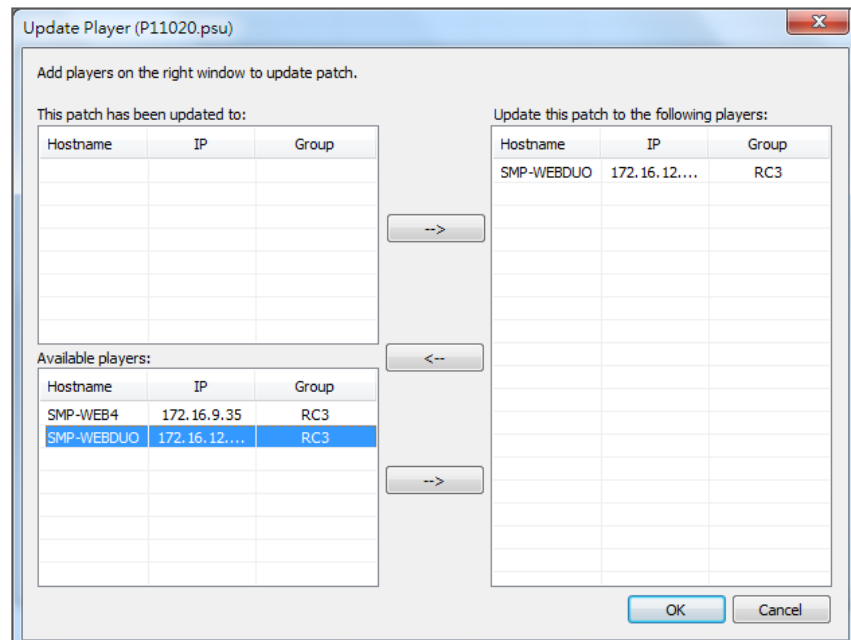 Update Player (P11020.psu)
x
Add players on the right window to update patch.
This patch has been updated to:
Hostname IP Group
-->
<--
Available players:
Hostname IP Group
SMP-WEB4 172.16.9.35 RC3
SMP-WEBDUO 172.16.12.... RC3
-->
Update this patch to the following players:
Hostname IP Group
SMP-WEBDUO 172.16.12.... RC3
OK Cancel